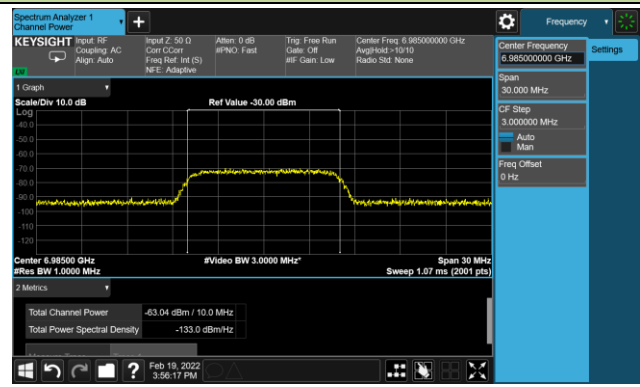 Spectrum Analyzer 1
Channel Power
Frequency
KEYSIGHT
Input: RF
Coupling: AC
Align: Auto
Input Z: 50 Ω
Corr CCorr
Freq Ref: Int (S)
NFE: Adaptive
Atten: 0 dB
#PNO: Fast
Trig: Free Run
Gate: Off
#IF Gain: Low
Center Freq: 6.985000000 GHz
Avg|Hold:>10/10
Radio Std: None
Center Frequency
6.985000000 GHz
Settings
Span
30.000 MHz
CF Step
3.000000 MHz
Auto
Man
Freq Offset
0 Hz
1 Graph
Scale/Div 10.0 dB
Ref Value -30.00 dBm
Log
-40.0
-50.0
-60.0
-70.0
-80.0
-90.0
-100
-110
-120
Center 6.98500 GHz
#Video BW 3.0000 MHz*
Span 30 MHz
#Res BW 1.0000 MHz
Sweep 1.07 ms (2001 pts)
2 Metrics
Total Channel Power
-63.04 dBm / 10.0 MHz
Total Power Spectral Density
-133.0 dBm/Hz
Feb 19, 2022
3:56:17 PM